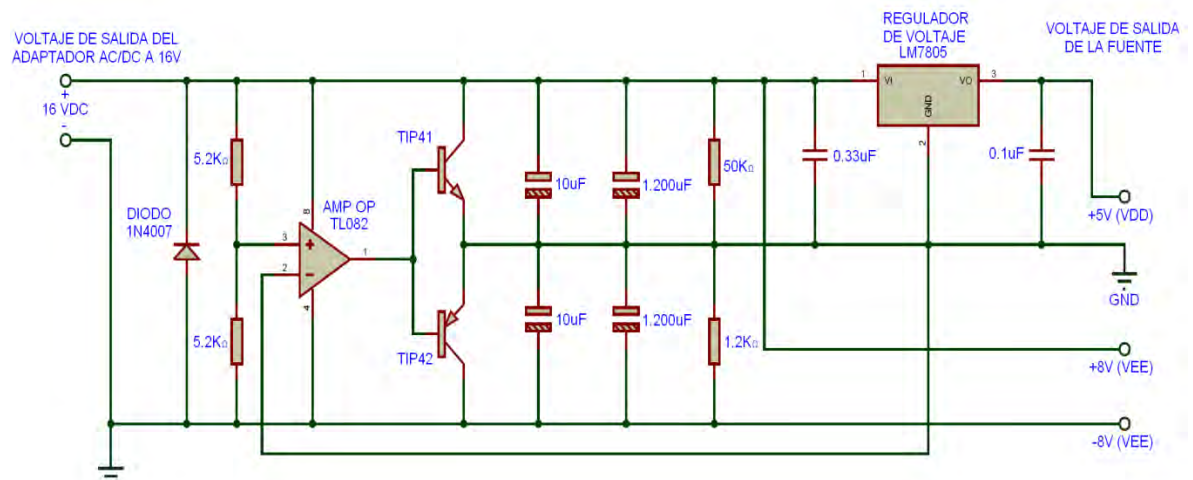 VOLTAJE DE SALIDA DEL
ADAPTADOR AC/DC A 16V
REGULADOR
DE VOLTAJE
LM7805
VOLTAJE DE SALIDA
DE LA FUENTE
+
16 VDC
-
1
VI
VO
3
GND
2
TIP41
5.2KΩ
10uF
1.200uF
50KΩ
0.33uF
0.1uF
AMP OP
TL082
8
+5V (VDD)
DIODO
1N4007
3
+
1
2
-
4
GND
5.2KΩ
10uF
1.200uF
1.2KΩ
TIP42
+8V (VEE)
-8V (VEE)